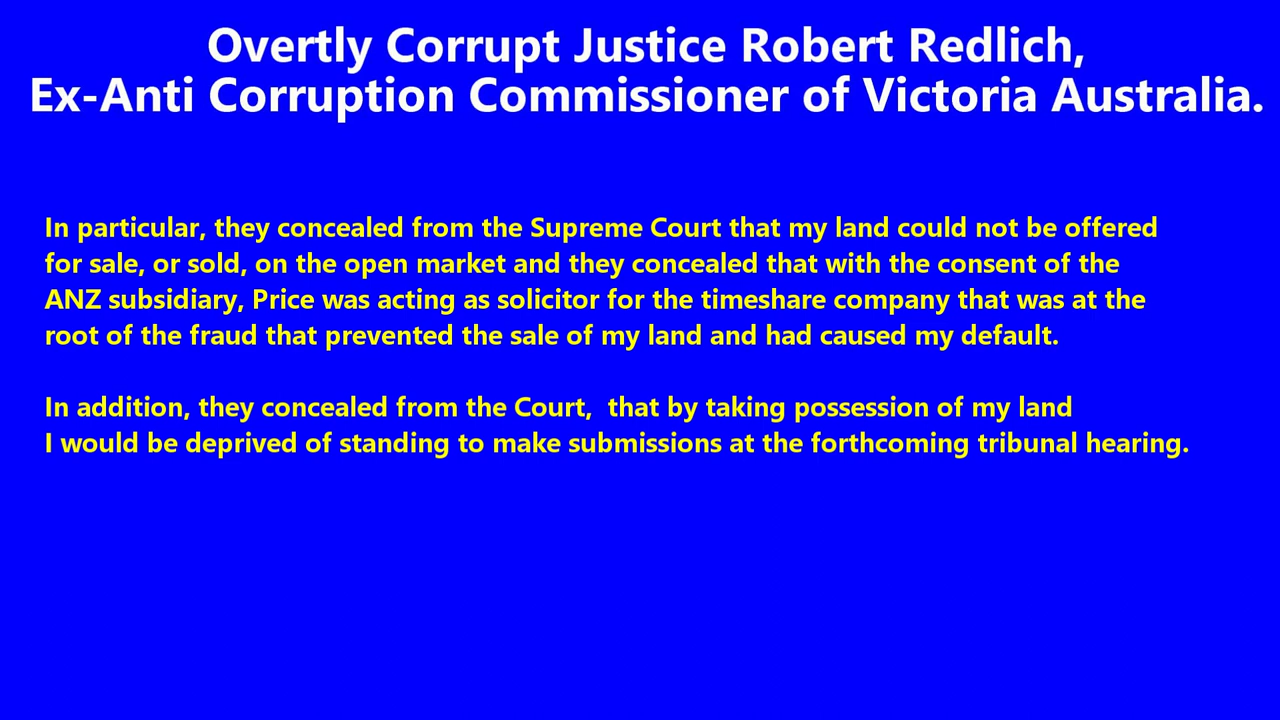 Overtly Corrupt Justice Robert Redlich,
Ex-Anti Corruption Commissioner of Victoria Australia.
In particular, they concealed from the Supreme Court that my land could not be offered
for sale, or sold, on the open market and they concealed that with the consent of the
ANZ subsidiary, Price was acting as solicitor for the timeshare company that was at the
root of the fraud that prevented the sale of my land and had caused my default.
In addition, they concealed from the Court,  that by taking possession of my land
I would be deprived of standing to make submissions at the forthcoming tribunal hearing.